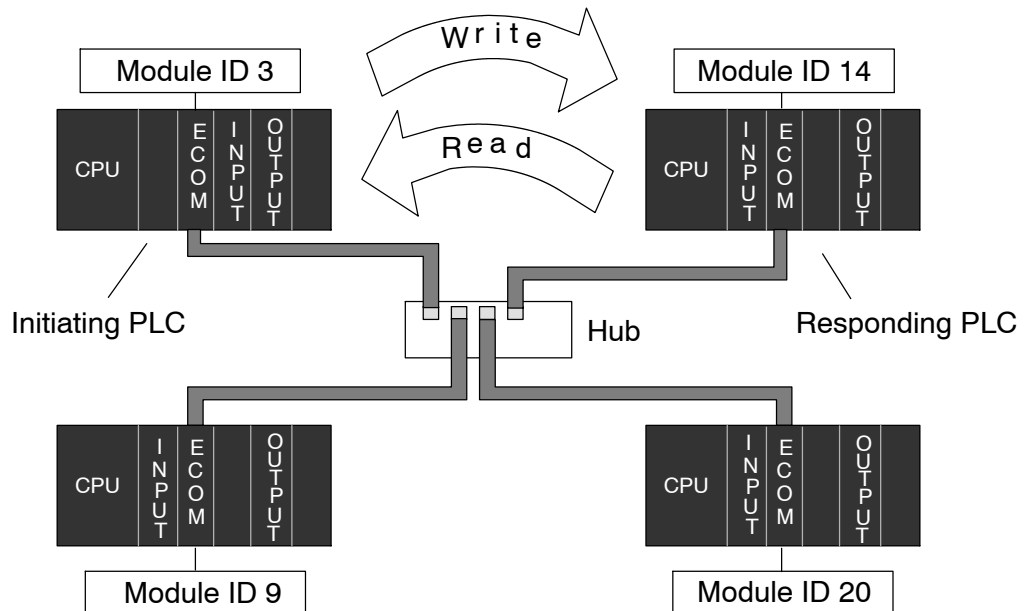 Write
Module ID 3
Module ID 14
Read
CPU
ECOM
INPUT
OUTPUT
CPU
INPUT
ECOM
OUTPUT
Initiating PLC
Hub
Responding PLC
CPU
INPUT
ECOM
OUTPUT
CPU
INPUT
ECOM
OUTPUT
Module ID 9
Module ID 20